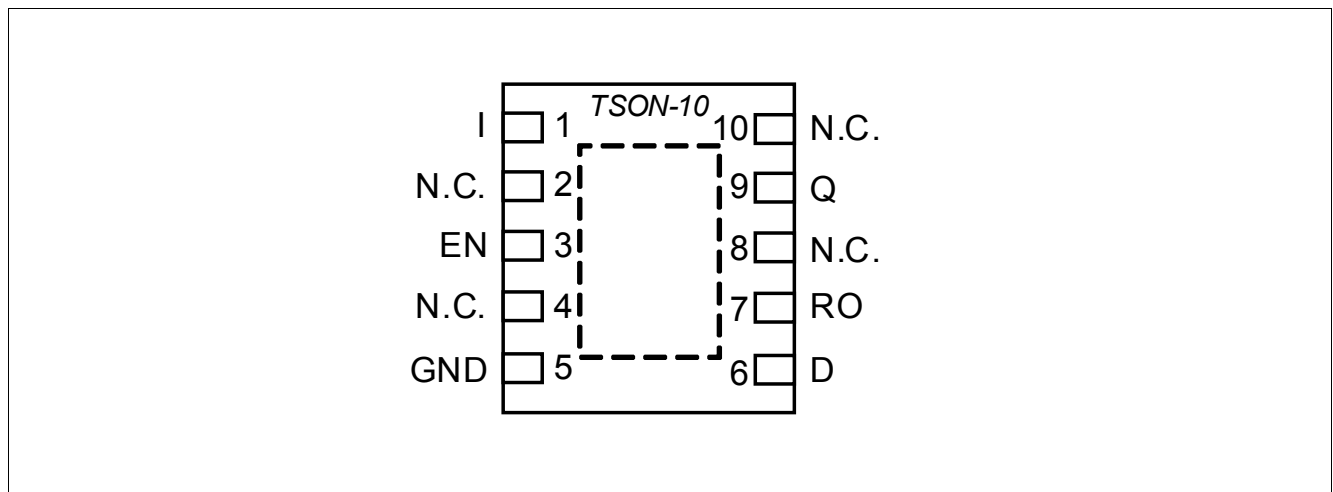 TSON-10
I 1 10 N.C.
N.C. 2 9 Q
EN 3 8 N.C.
N.C. 4 7 RO
GND 5 6 D